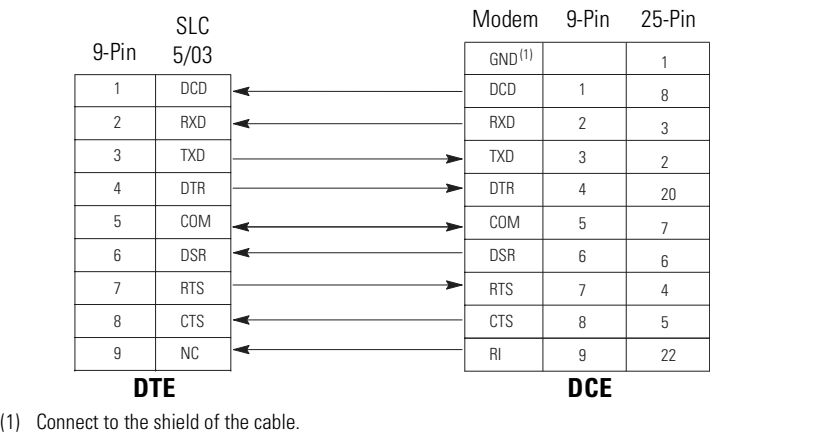 SLC
9-Pin 5/03
Modem 9-Pin 25-Pin
GND(1) 1
1 DCD DCD 1 8
2 RXD RXD 2 3
3 TXD TXD 3 2
4 DTR DTR 4 20
5 COM COM 5 7
6 DSR DSR 6 6
7 RTS RTS 7 4
8 CTS CTS 8 5
9 NC RI 9 22
DTE DCE
(1) Connect to the shield of the cable.